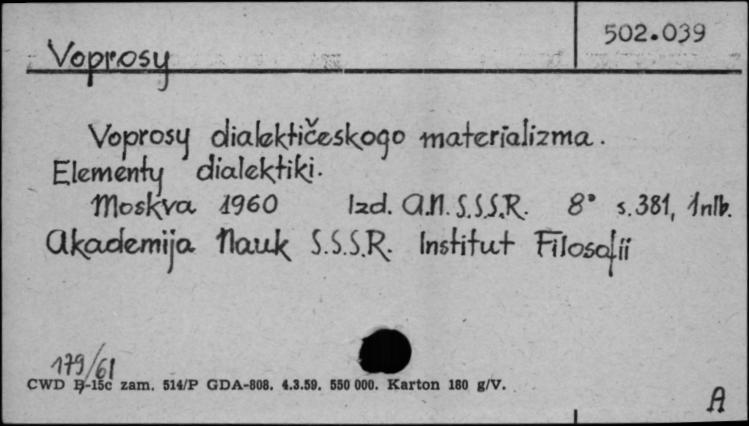 502.039
Voprosy
Voprosy dialektičeskogo materializma.
Elementy dialektiki.
Moskva 1960 Izd. A.N.S.S.S.R. 8° s.381, 1nlb.
Akademija Nauk S.S.S.R. Institut Filosofii
179/61
CWD B-15c zam. 514/P GDA-808. 4.3.59. 550 000. Karton 180 g/V.
A